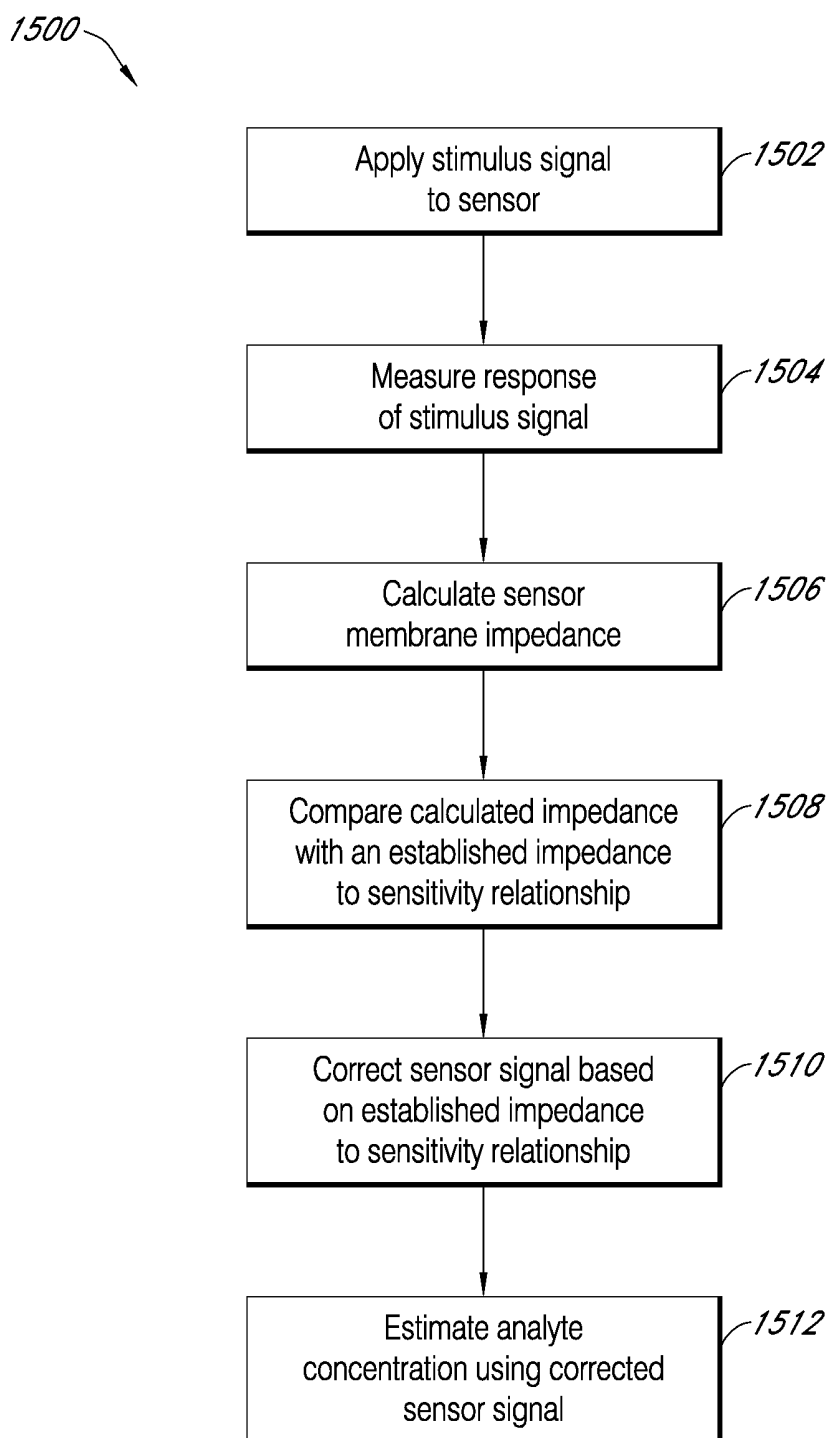 1500
Apply stimulus signal
to sensor
1502
Measure response
of stimulus signal
1504
Calculate sensor
membrane impedance
1506
Compare calculated impedance
with an established impedance
to sensitivity relationship
1508
Correct sensor signal based
on established impedance
to sensitivity relationship
1510
Estimate analyte
concentration using corrected
sensor signal
1512